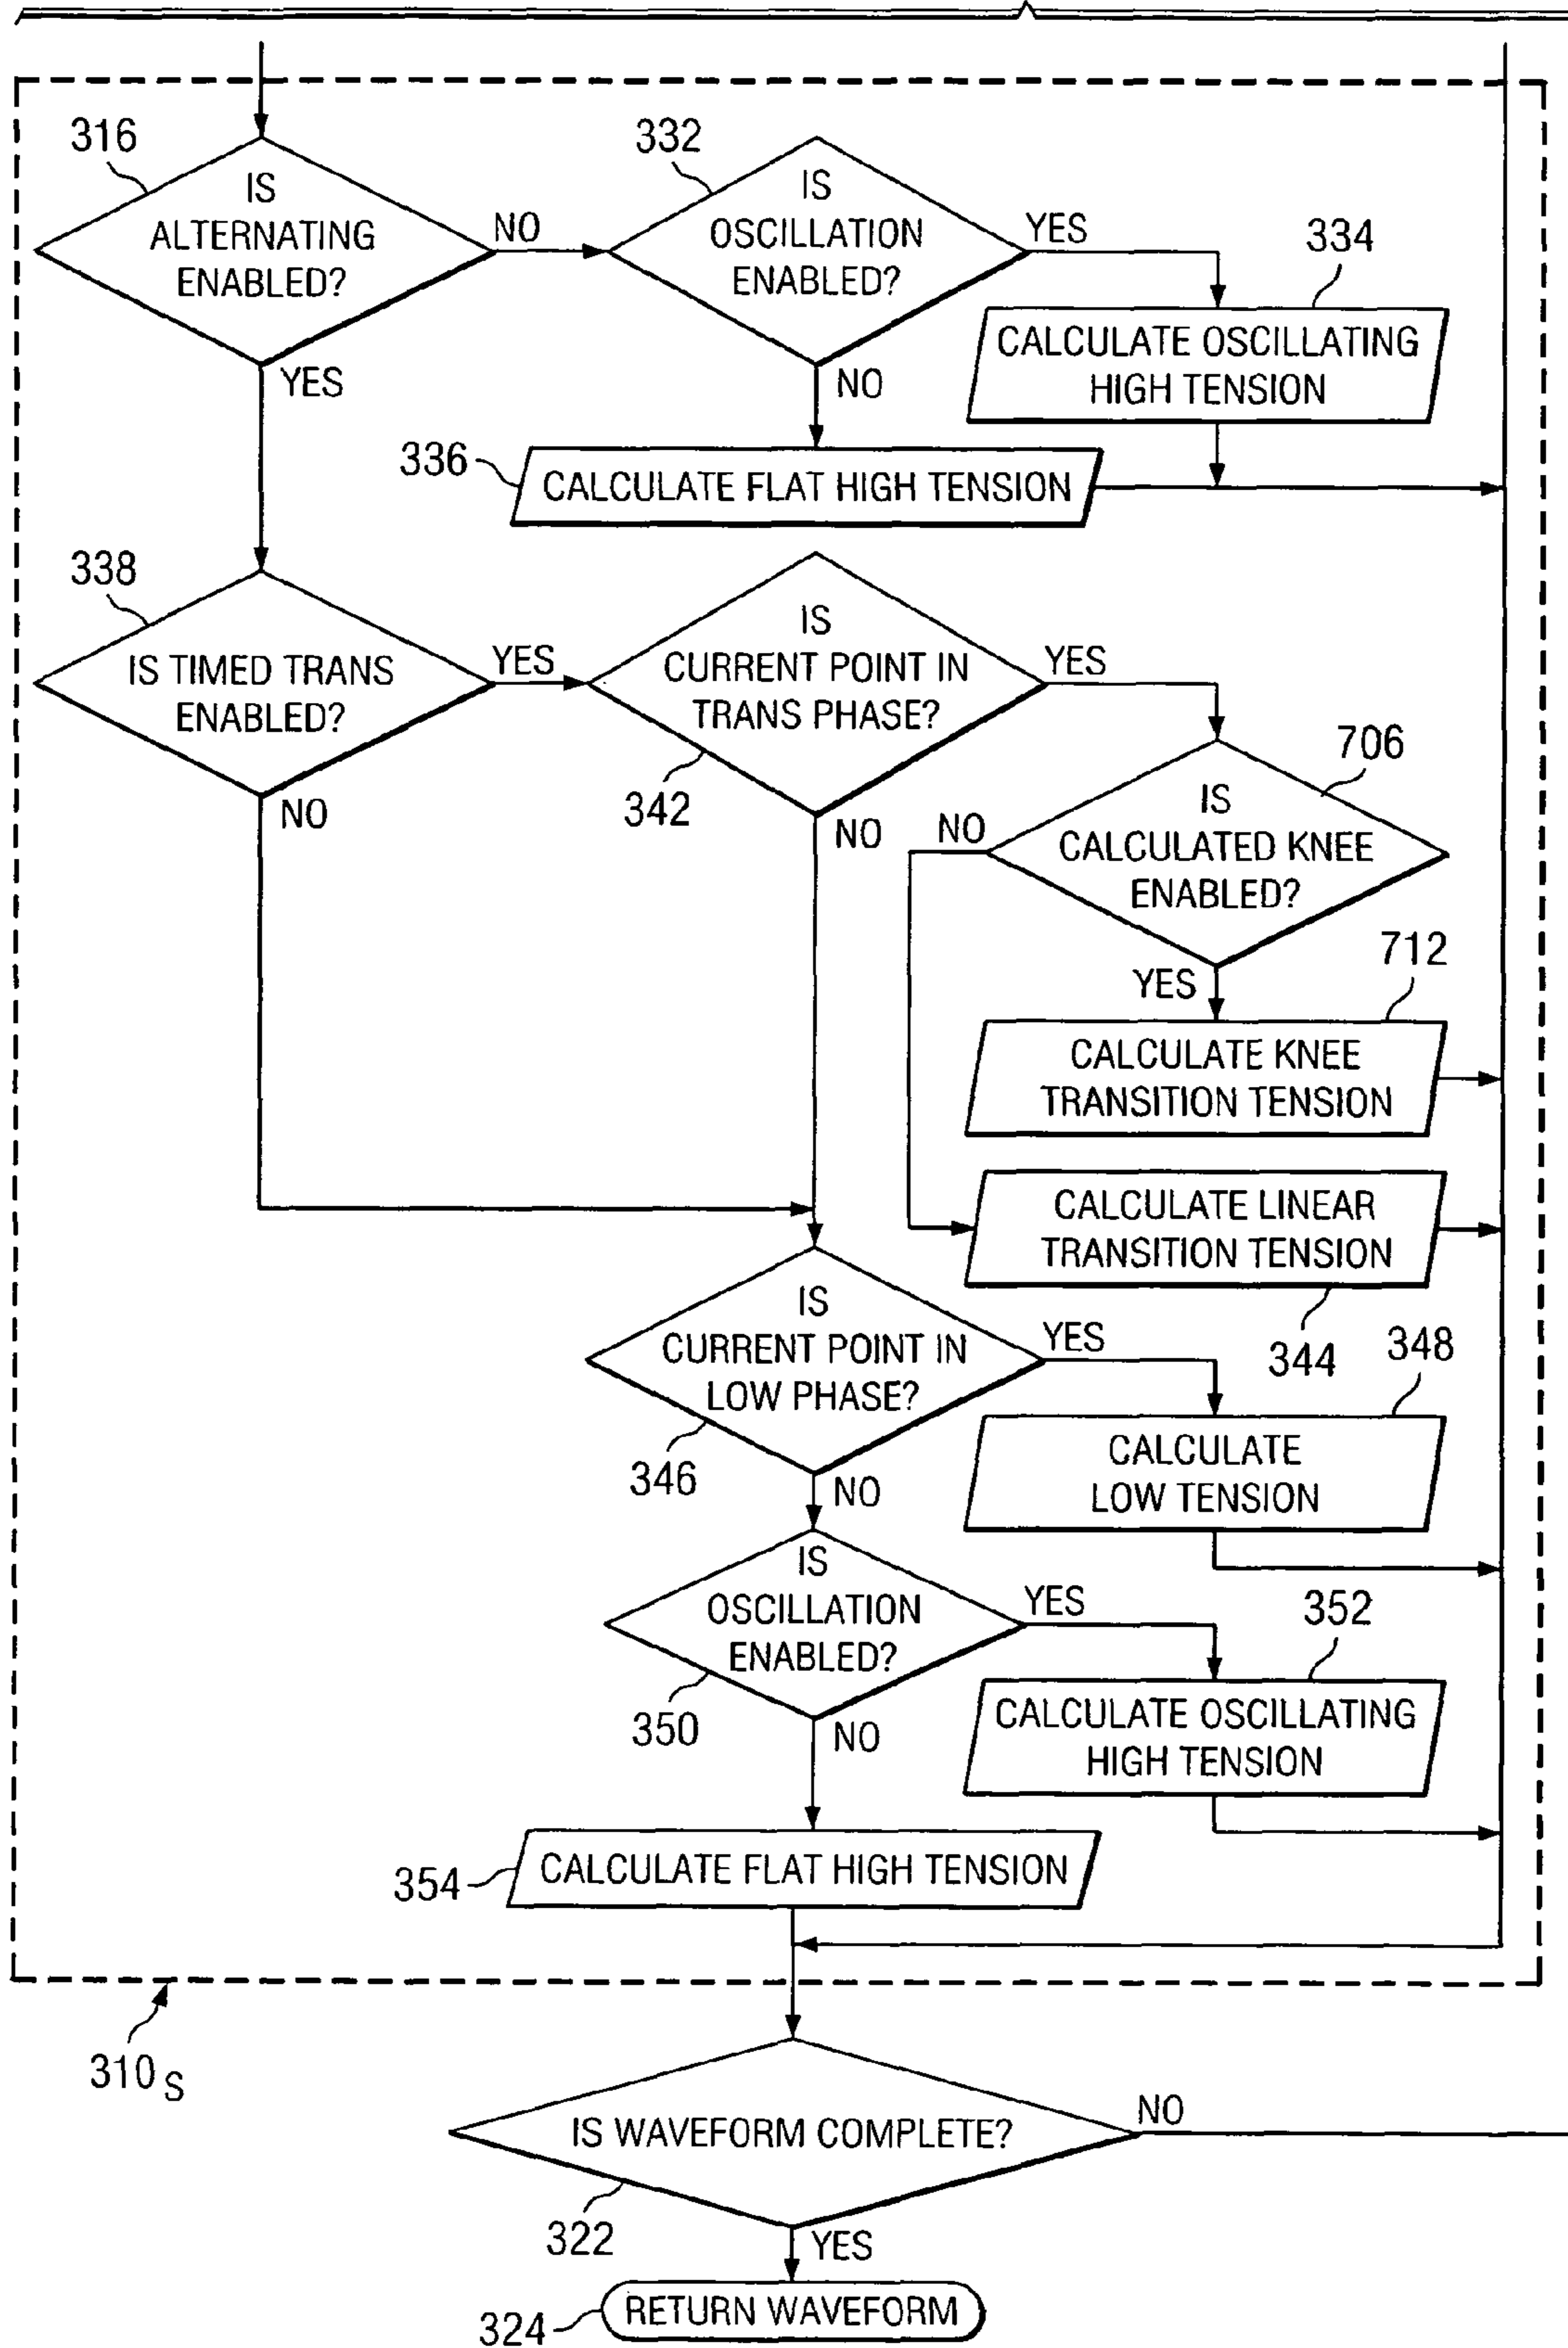 316
IS
ALTERNATING
ENABLED?
NO
YES
332
IS
OSCILLATION
ENABLED?
YES
NO
334
CALCULATE OSCILLATING
HIGH TENSION
336
CALCULATE FLAT HIGH TENSION
338
IS TIMED TRANS
ENABLED?
YES
NO
IS
CURRENT POINT IN
TRANS PHASE?
342
YES
NO
706
IS
CALCULATED KNEE
ENABLED?
NO
YES
712
CALCULATE KNEE
TRANSITION TENSION
CALCULATE LINEAR
TRANSITION TENSION
344
IS
CURRENT POINT IN
LOW PHASE?
346
YES
NO
348
CALCULATE
LOW TENSION
IS
OSCILLATION
ENABLED?
350
YES
NO
352
CALCULATE OSCILLATING
HIGH TENSION
354
CALCULATE FLAT HIGH TENSION
310S
IS WAVEFORM COMPLETE?
322
NO
YES
324
RETURN WAVEFORM